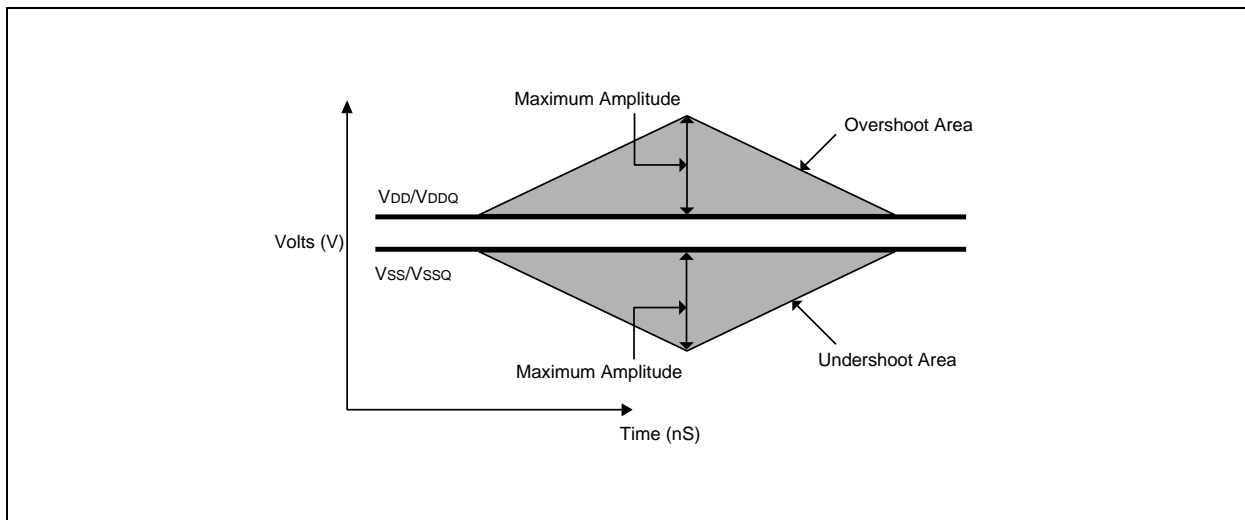 Maximum Amplitude
Overshoot Area
VDD/VDDQ
Volts (V)
VSS/VSSQ
Maximum Amplitude
Undershoot Area
Time (nS)